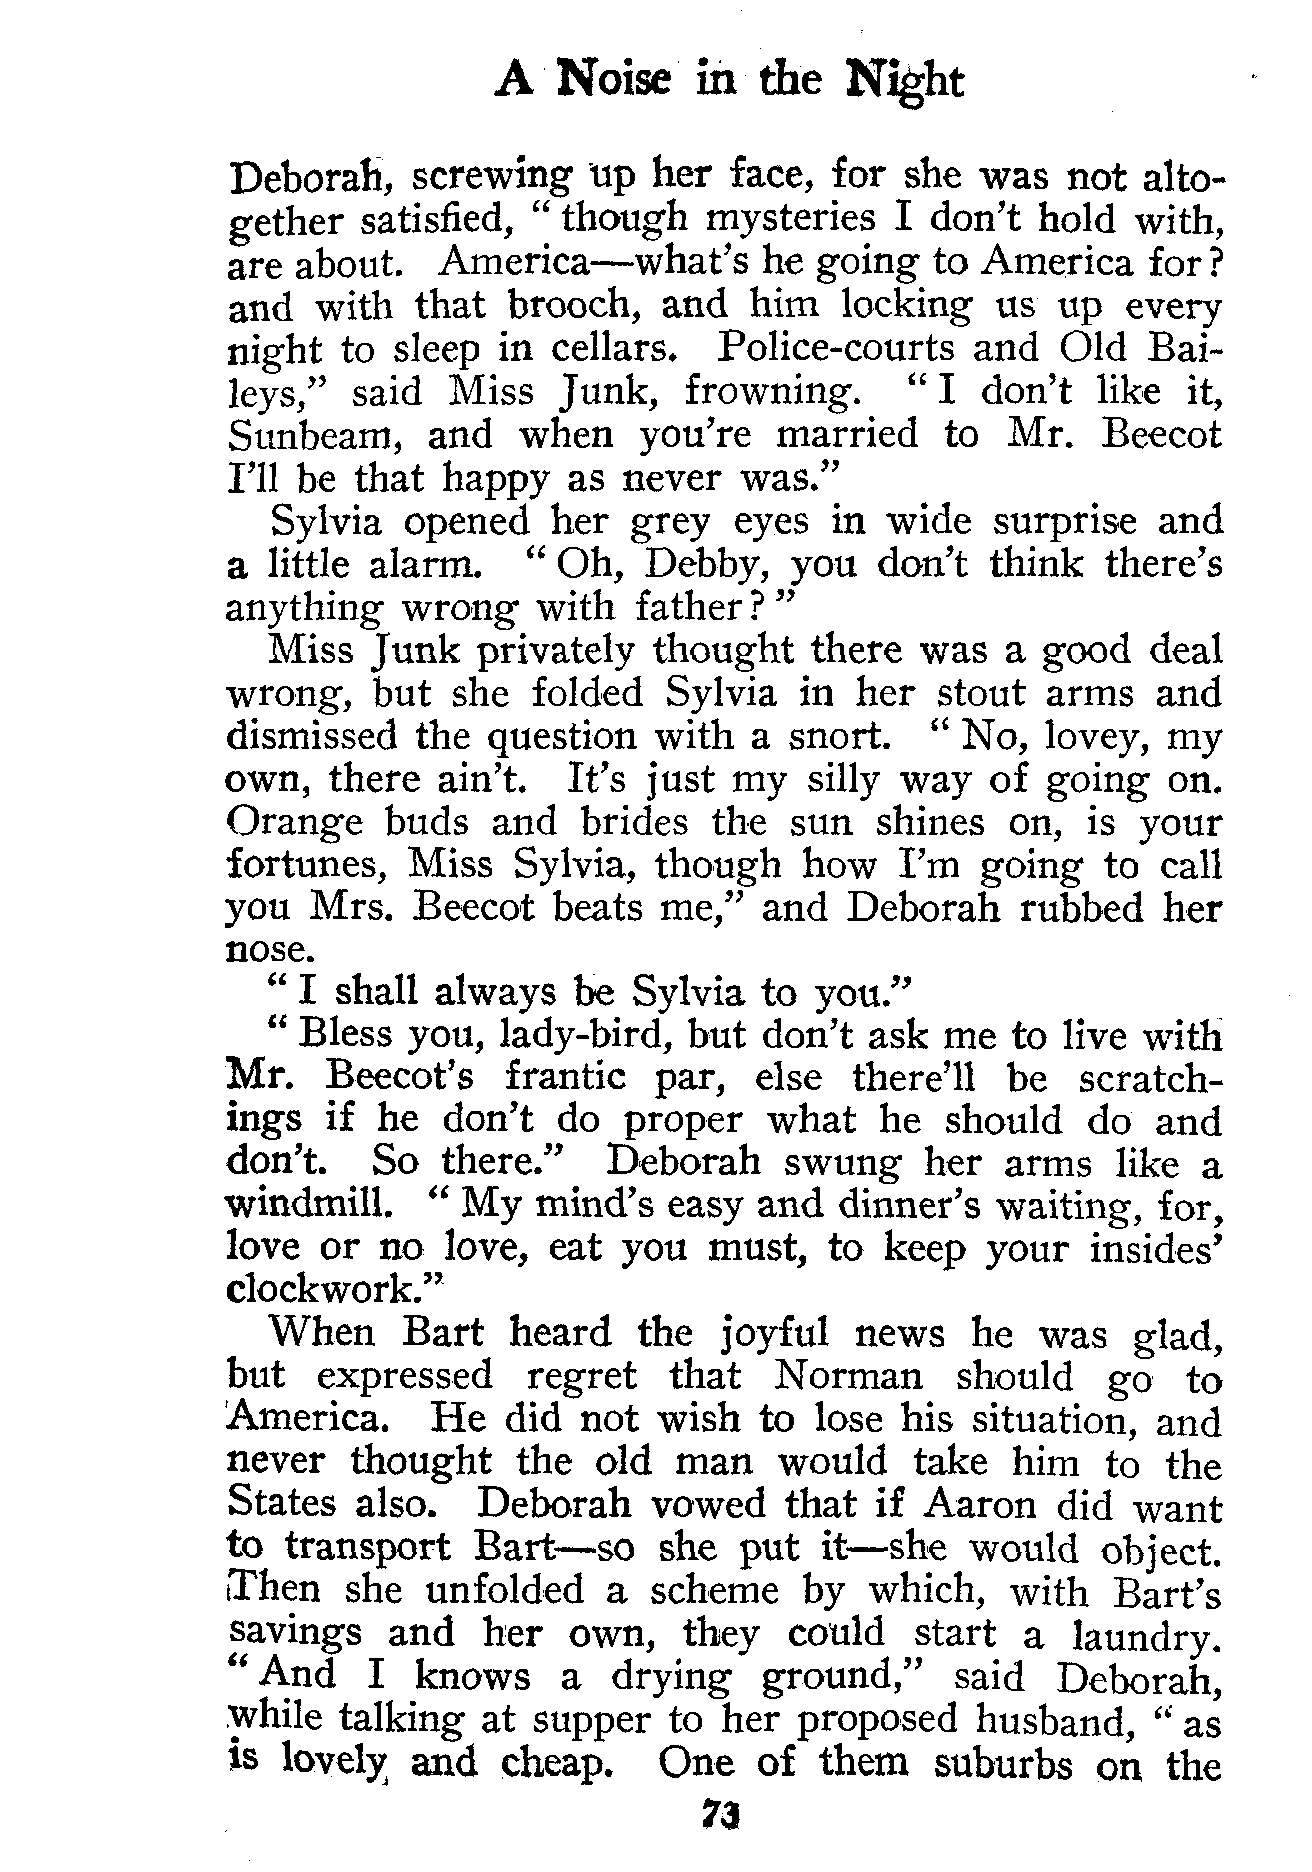 A Noise in the Night
Deborah, screwing up her face, for she was not alto-
gether satisfied, “ though mysteries I don’t hold with,
are about. America—what’s he going to America for?
and with that brooch, and him locking us up every
night to sleep in cellars. Police-courts and Old Bai-
leys,” said Miss Junk, frowning. “ I don’t like it,
Sunbeam, and when you’re married to Mr. Beecot
I’ll be that happy as never was.”
Sylvia opened her grey eyes in wide surprise and
a little alarm. “ Oh, Debby, you don’t think there’s
anything wrong with father? ”
Miss Junk privately thought there was a good deal
wrong, but she folded Sylvia in her stout arms and
dismissed the question with a snort. “ No, lovey, my
own, there ain’t. It’s just my silly way of going on.
Orange buds and brides the sun shines on, is your
fortunes, Miss Sylvia, though how I’m going to call
you Mrs. Beecot beats me,” and Deborah rubbed her
nose.
“ I shall always be Sylvia to you.”
“ Bless you, lady-bird, but don’t ask me to live with
Mr. Beecot’s frantic par, else there’ll be scratch-
ings if he don’t do proper what he should do and
don’t. So there.” Deborah swung her arms like a
windmill. “ My mind’s easy and dinner’s waiting, for,
love or no love, eat you must, to keep your insides’
clockwork.”
When Bart heard the joyful news he was glad,
but expressed regret that Norman should go to
America. He did not wish to lose his situation, and
never thought the old man would take him to the
States also. Deborah vowed that if Aaron did want
to transport Bart—so she put it—she would object.
Then she unfolded a scheme by which, with Bart’s
savings and her own, they could start a laundry.
“ And I knows a drying ground,” said Deborah,
while talking at supper to her proposed husband, “ as
is lovely and cheap. One of them suburbs on the
73